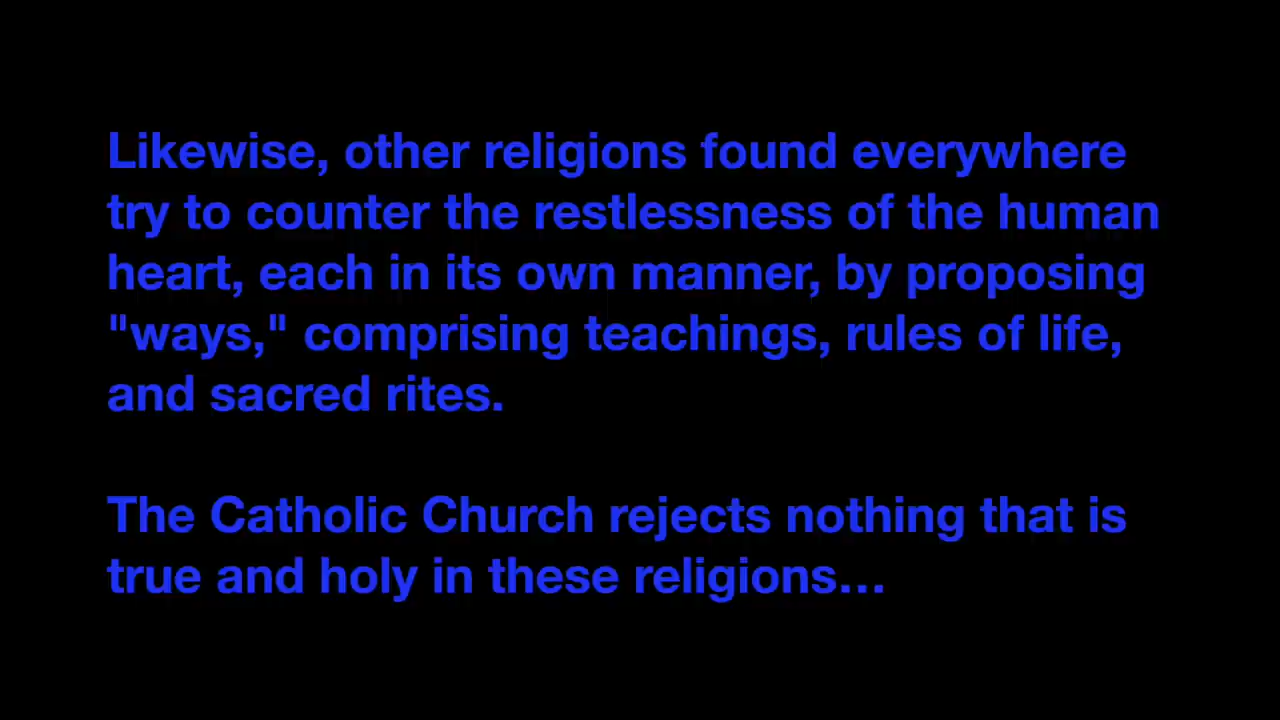 Likewise, other religions found everywhere
try to counter the restlessness of the human
heart, each in its own manner, by proposing
"ways," comprising teachings, rules of life,
and sacred rites.
The Catholic Church rejects nothing that is
true and holy in these religions...